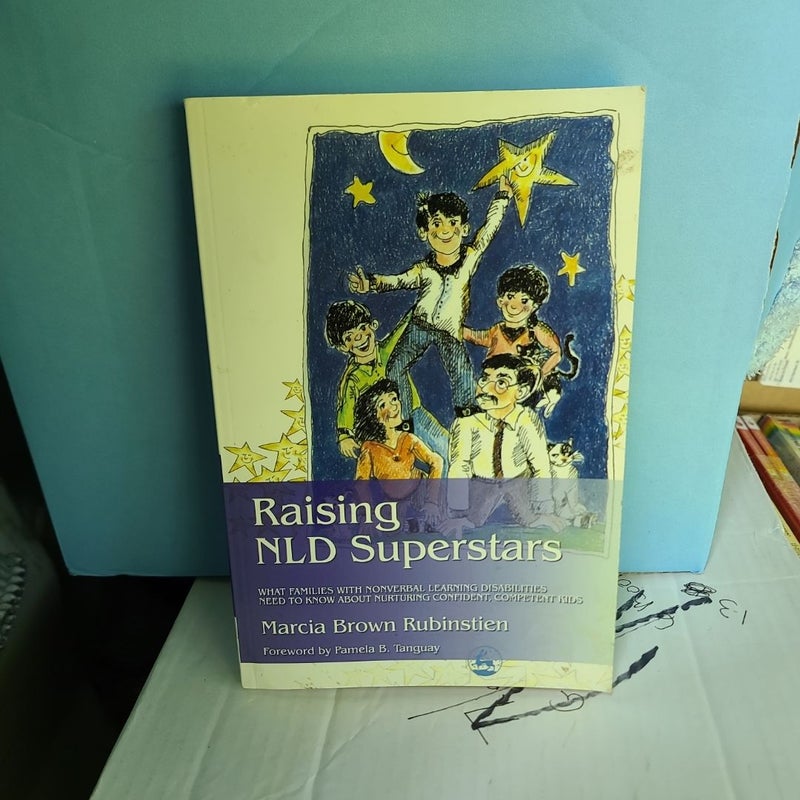 Raising
NLD Superstars
WHAT FAMILIES WITH NONVERBAL LEARNING DISABILITIES
NEED TO KNOW ABOUT NURTURING CONFIDENT, COMPETENT KIDS
Marcia Brown Rubinstien
Foreword by Pamela B. Tanguay